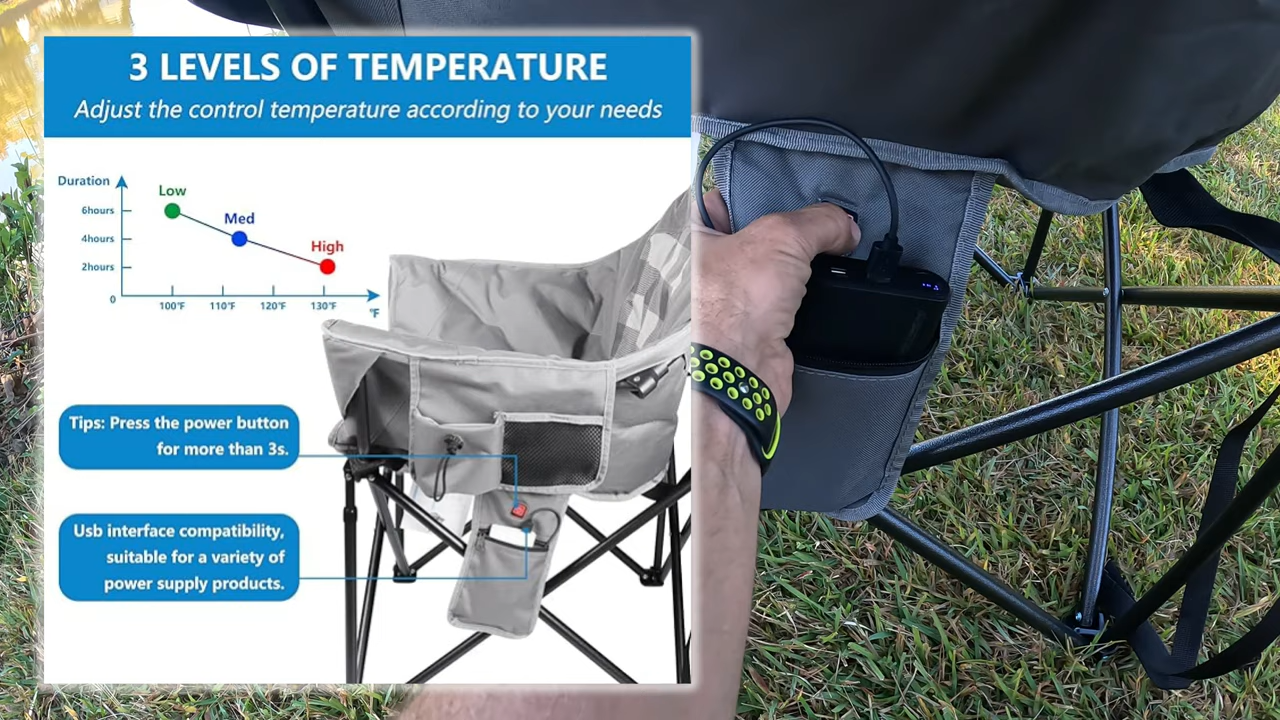 3 LEVELS OF TEMPERATURE
Adjust the control temperature according to your needs
Duration
Low
6hours
Med
4hours
High
2hours
0
100°F
110°F
120°F
130°F
°F
Tips: Press the power button
for more than 3s.
Usb interface compatibility,
suitable for a variety of
power supply products.